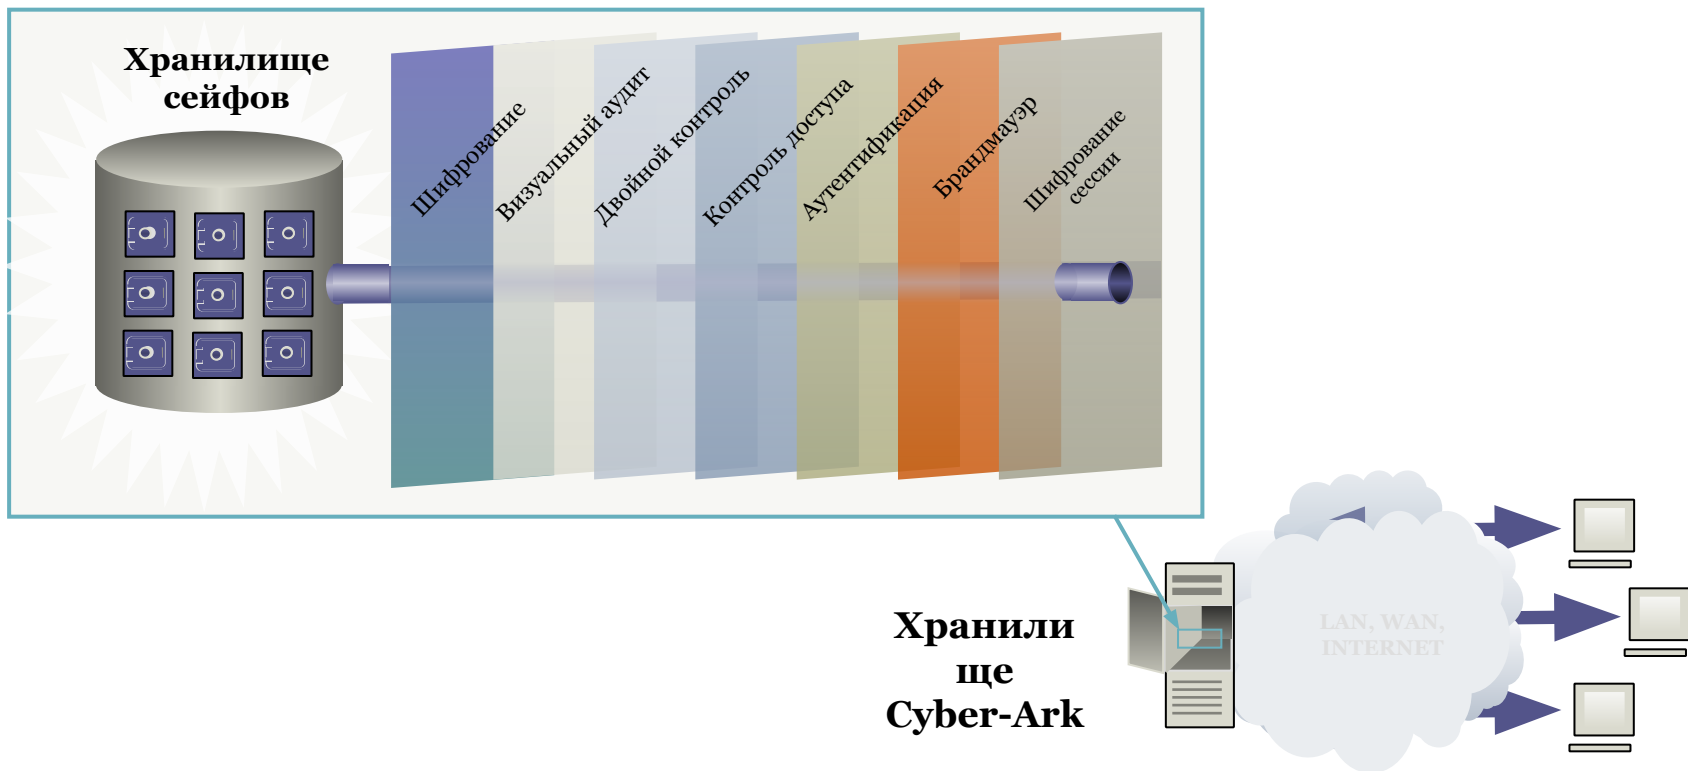 Хранилище
сейфов
Шифрование
Визуальный аудит
Двойной контроль
Контроль доступа
Аутентификация
Брандмауэр
Шифрование
сессии
Хранили
ще
Cyber-Ark
LAN, WAN,
INTERNET